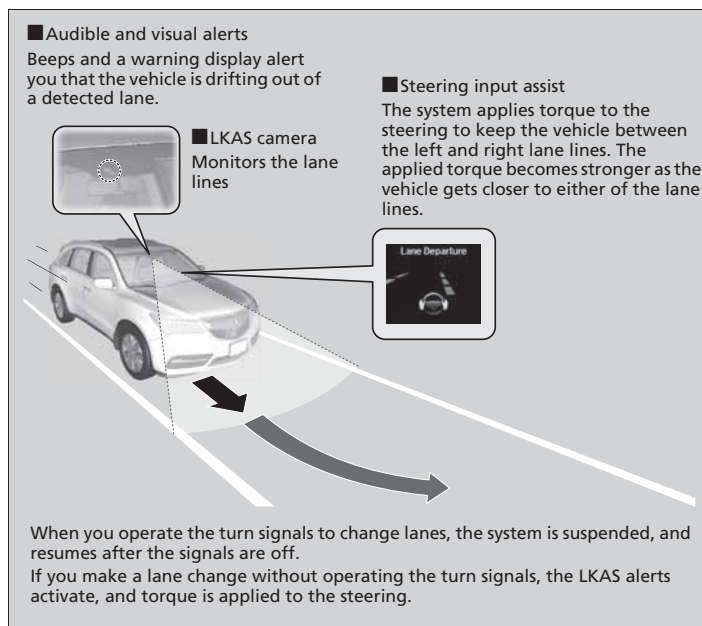 ■Audible and visual alerts
Beeps and a warning display alert
you that the vehicle is drifting out of
a detected lane.
■LKAS camera
Monitors the lane
lines
■Steering input assist
The system applies torque to the
steering to keep the vehicle between
the left and right lane lines. The
applied torque becomes stronger as the
vehicle gets closer to either of the lane
lines.
Lane Departure
When you operate the turn signals to change lanes, the system is suspended, and
resumes after the signals are off.
If you make a lane change without operating the turn signals, the LKAS alerts
activate, and torque is applied to the steering.